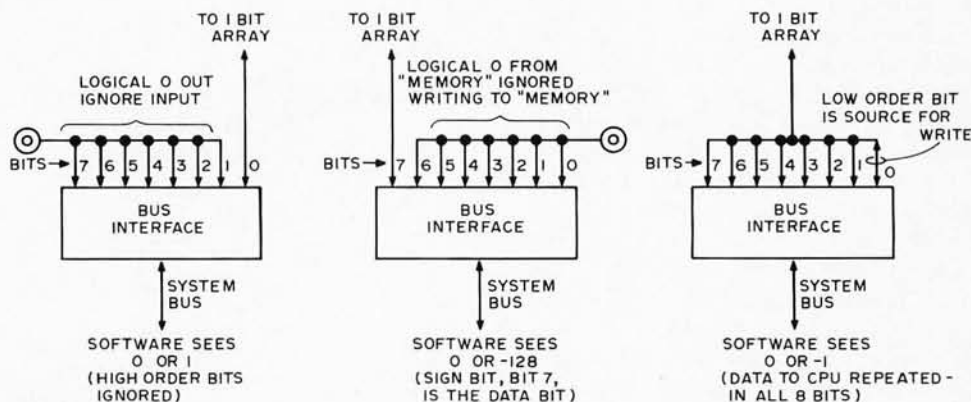 TO 1 BIT
ARRAY
LOGICAL 0 OUT
IGNORE INPUT
BITS
7 6 5 4 3 2 1 0
BUS
INTERFACE
SYSTEM
BUS
SOFTWARE SEES
0 OR 1
(HIGH ORDER BITS
IGNORED)
TO 1 BIT
ARRAY
LOGICAL 0 FROM
"MEMORY" IGNORED
WRITING TO "MEMORY"
BITS
7 6 5 4 3 2 1 0
BUS
INTERFACE
SYSTEM
BUS
SOFTWARE SEES
0 OR -128
(SIGN BIT, BIT 7,
IS THE DATA BIT)
TO 1 BIT
ARRAY
LOW ORDER BIT
IS SOURCE FOR
WRITE
BITS
7 6 5 4 3 2 1 0
BUS
INTERFACE
SYSTEM
BUS
SOFTWARE SEES
0 OR -1
(DATA TO CPU REPEATED-
IN ALL 8 BITS)